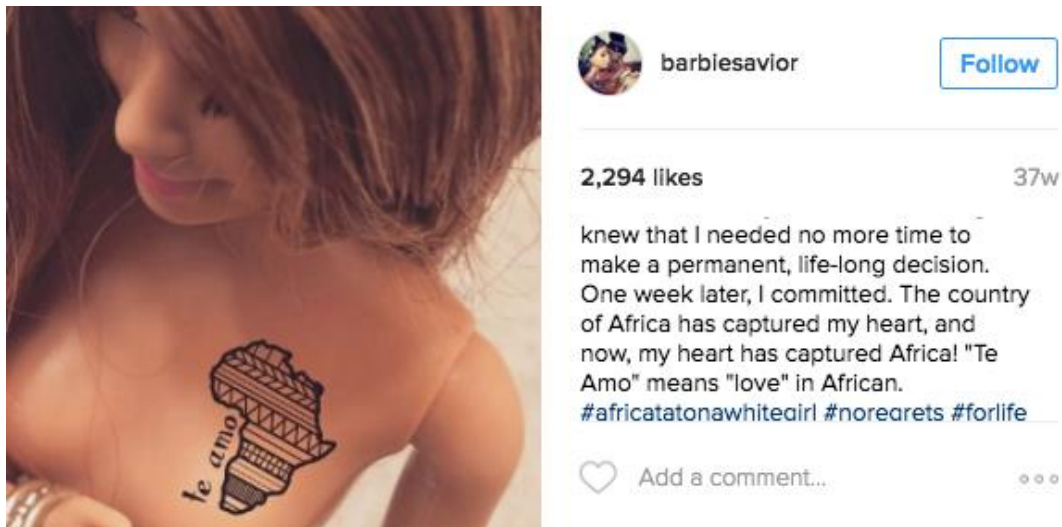 te amo
barbiesavior
Follow
2,294 likes
37w
knew that I needed no more time to
make a permanent, life-long decision.
One week later, I committed. The country
of Africa has captured my heart, and
now, my heart has captured Africa! "Te
Amo" means "love" in African.
#africatatonawhitegirl #noregrets #forlife
Add a comment...